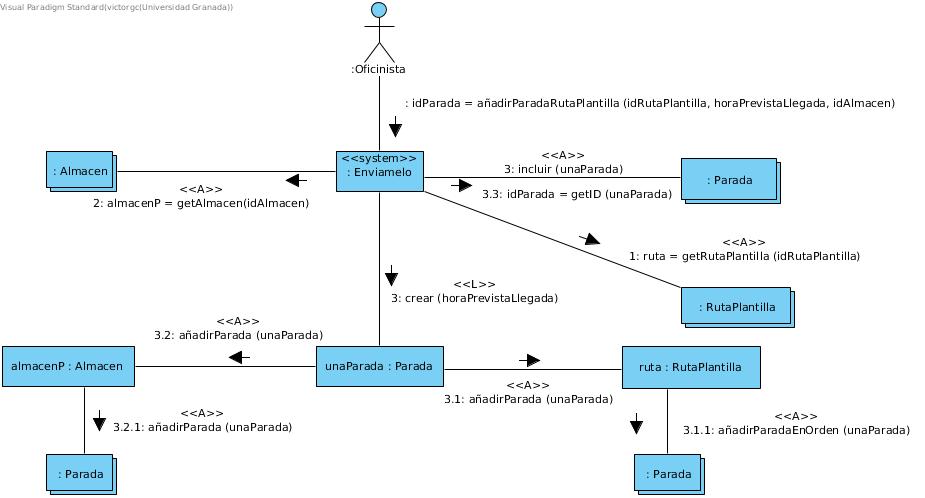 Visual Paradigm Standard(victorgc(Universidad Granada))
:Oficinista
: idParada = añadirParadaRutaPlantilla (idRutaPlantilla, horaPrevistaLlegada, idAlmacen)
<<system>>
: Enviamelo
: Almacen
<<A>>
2: almacenP = getAlmacen(idAlmacen)
<<A>>
3: incluir (unaParada)
3.3: idParada = getID (unaParada)
: Parada
<<A>>
1: ruta = getRutaPlantilla (idRutaPlantilla)
: RutaPlantilla
<<L>>
3: crear (horaPrevistaLlegada)
<<A>>
3.2: añadirParada (unaParada)
almacenP : Almacen
unaParada : Parada
ruta : RutaPlantilla
<<A>>
3.1: añadirParada (unaParada)
<<A>>
3.2.1: añadirParada (unaParada)
<<A>>
3.1.1: añadirParadaEnOrden (unaParada)
: Parada
: Parada